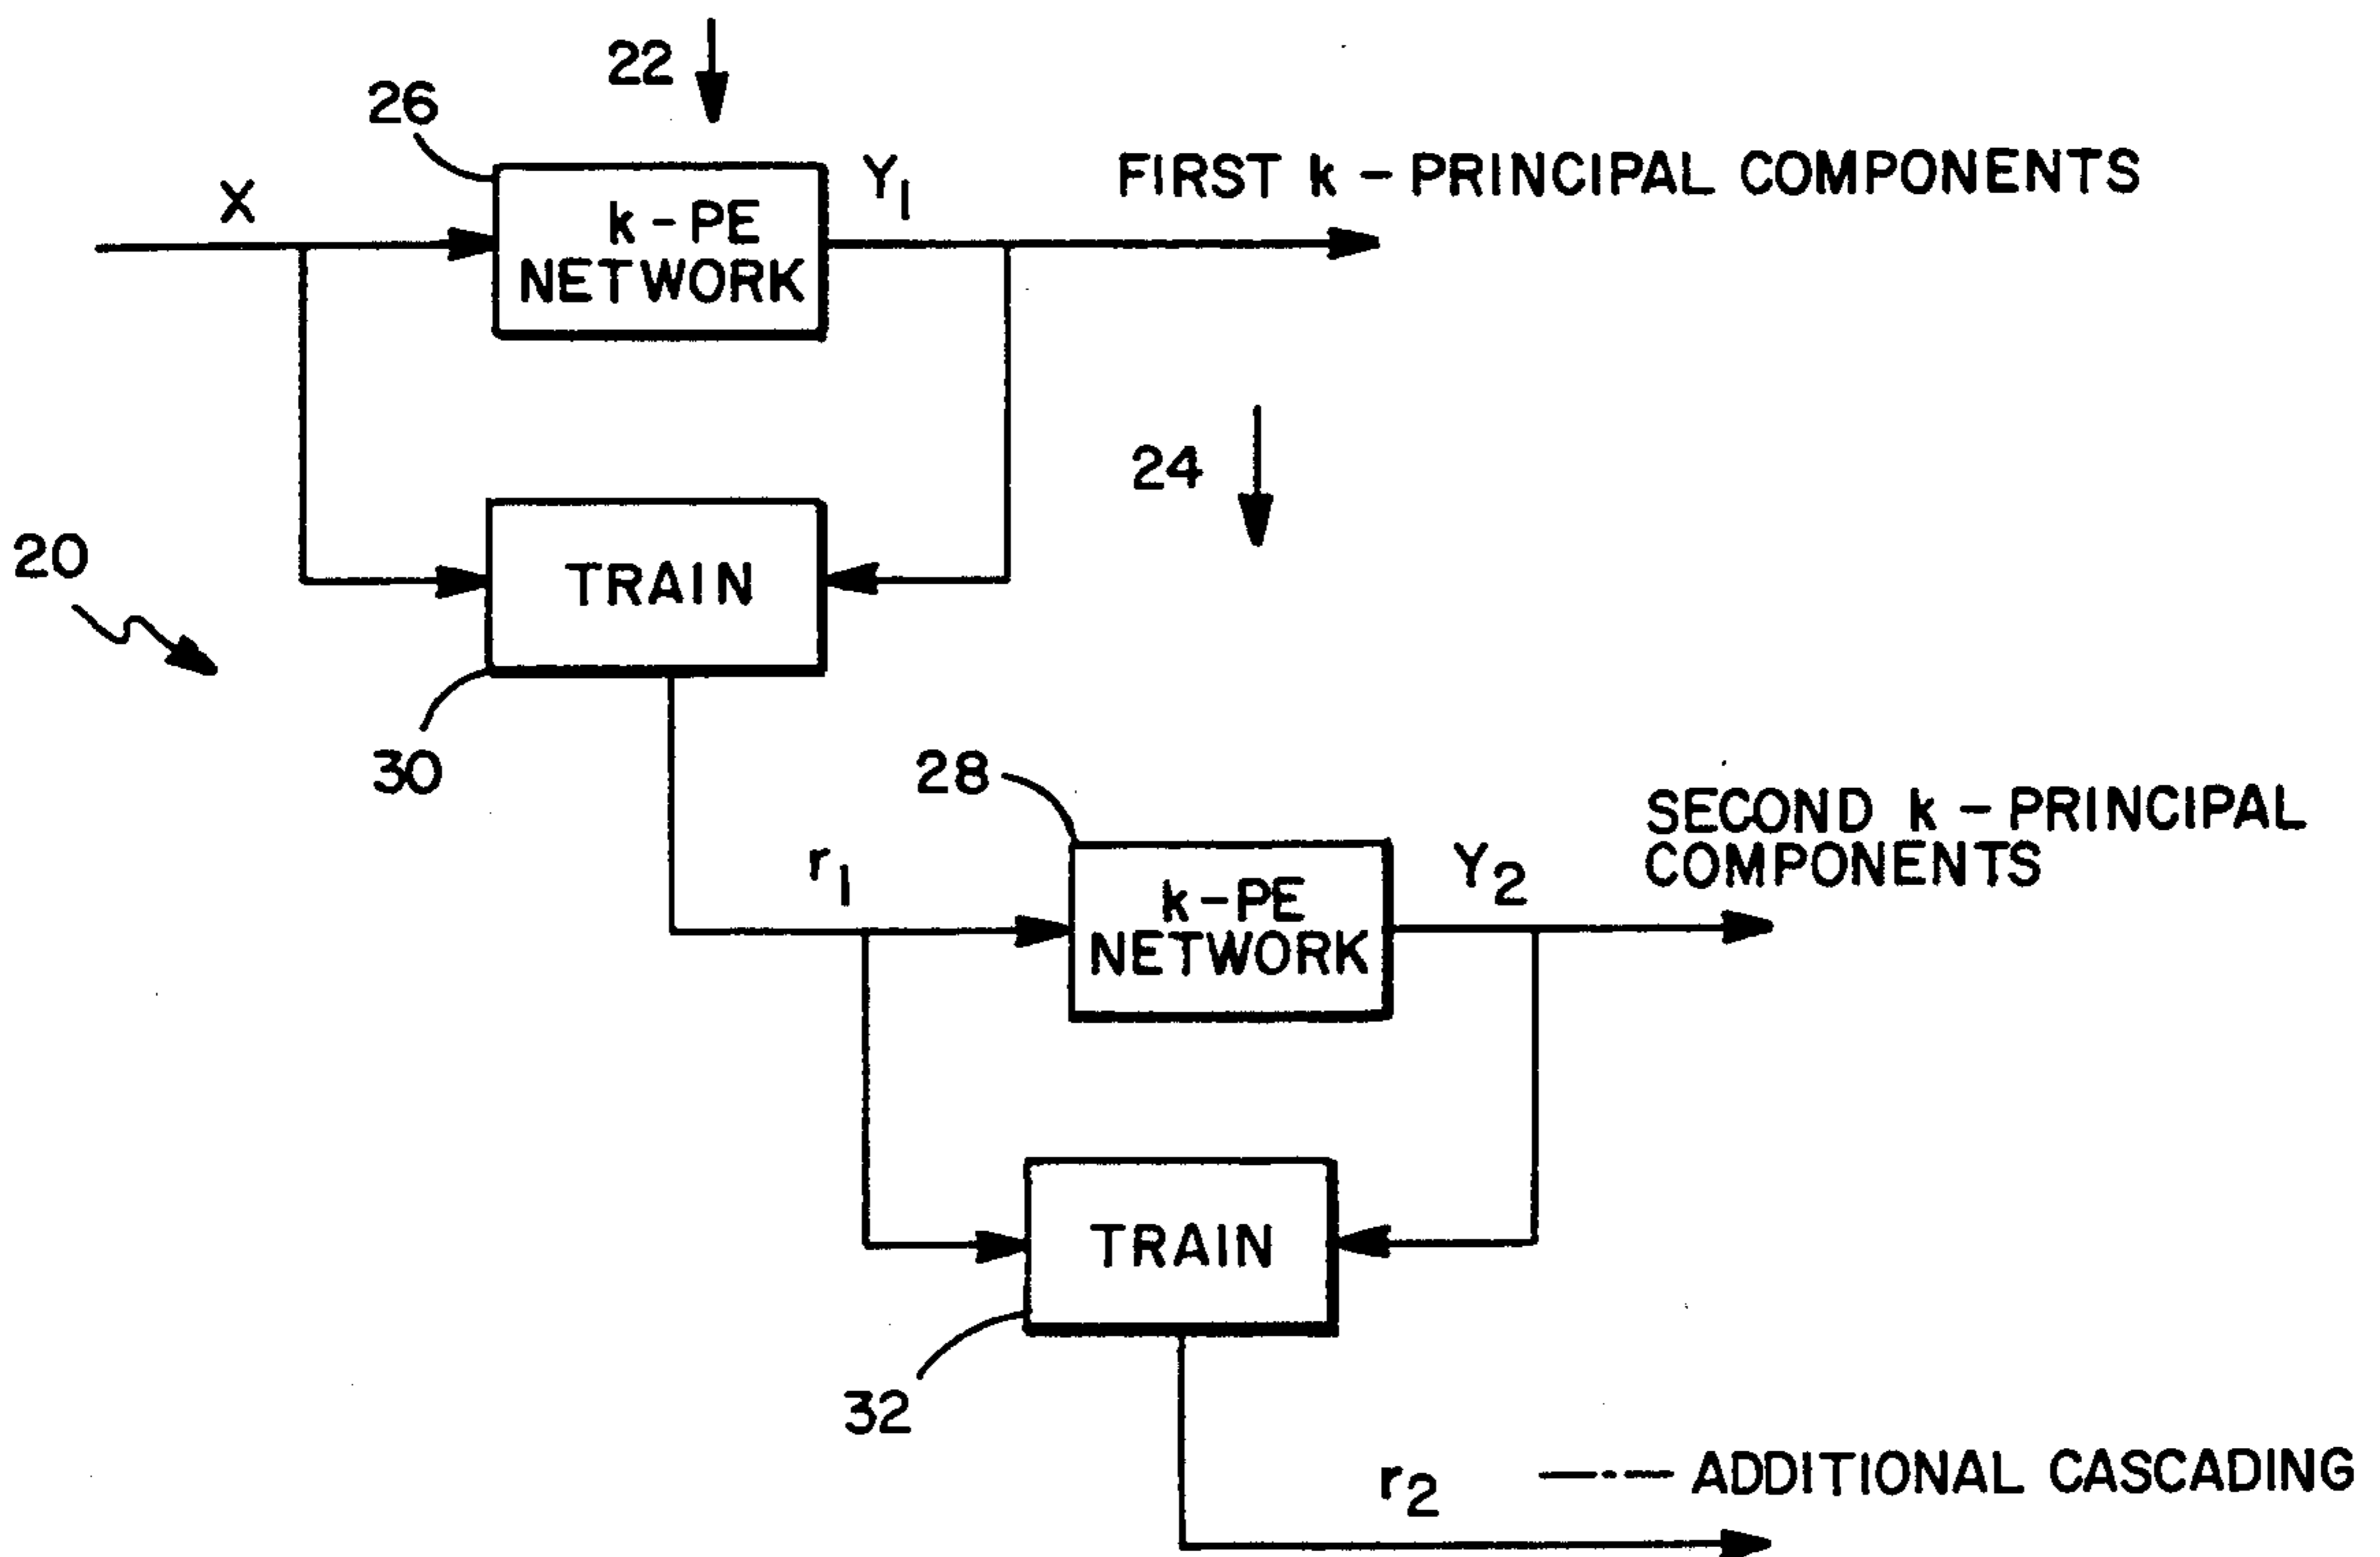 22
26
X
k-PE
NETWORK
Y1
FIRST k-PRINCIPAL COMPONENTS
24
20
TRAIN
30
28
r1
k-PE
NETWORK
Y2
SECOND k-PRINCIPAL
COMPONENTS
TRAIN
32
r2
ADDITIONAL CASCADING